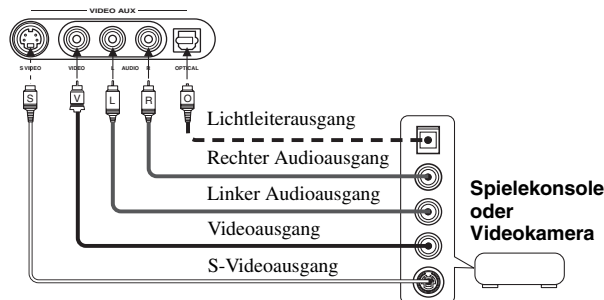 VIDEO AUX
S VIDEO VIDEO L AUDIO R OPTICAL
S V L R O
Lichtleiterausgang
Rechter Audioausgang
Linker Audioausgang
Videoausgang
S-Videoausgang
Spielekonsole
oder
Videokamera